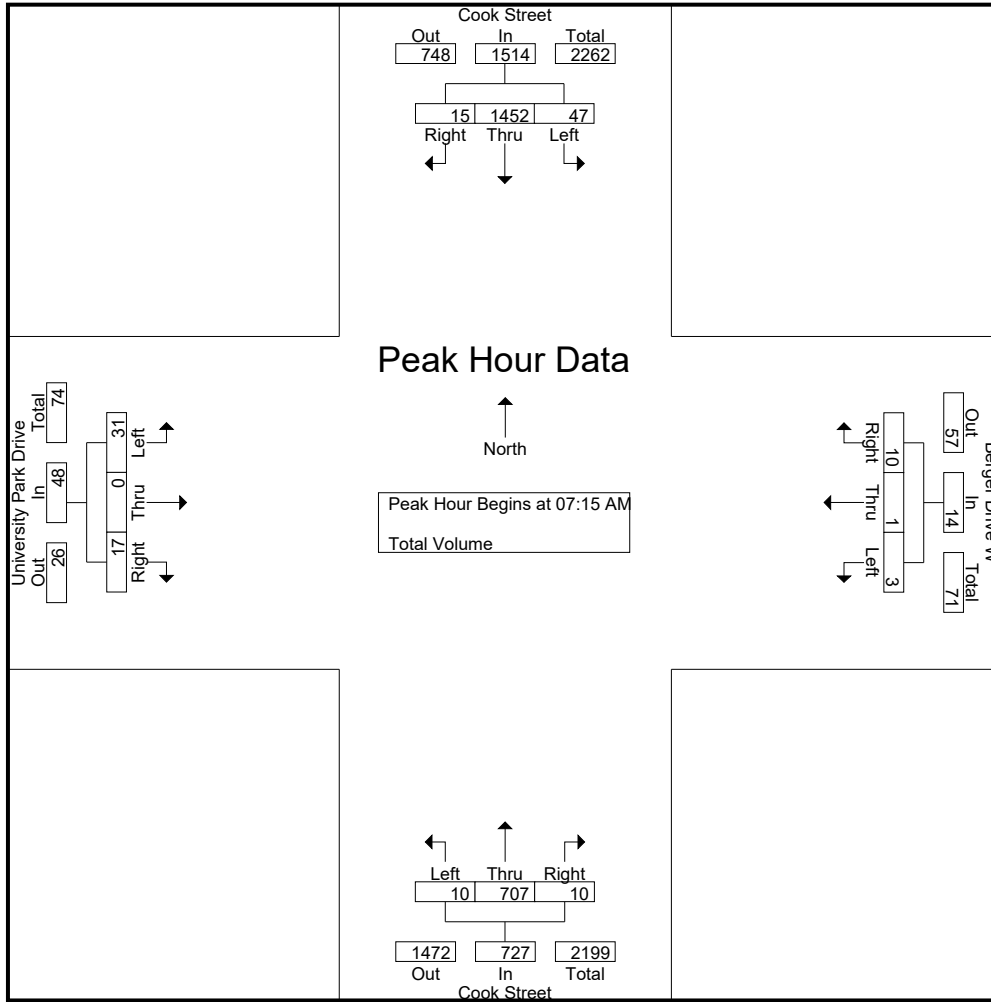 Cook Street
Out In Total
748 1514 2262
15 1452 47
Right Thru Left
Peak Hour Data
North
Peak Hour Begins at 07:15 AM
Total Volume
University Park Drive
Out In Total
26 48 74
31 0 17
Left Thru Right
Berger Drive W
Out In Total
57 14 71
10 1 3
Right Thru Left
Left Thru Right
10 707 10
1472 727 2199
Out In Total
Cook Street